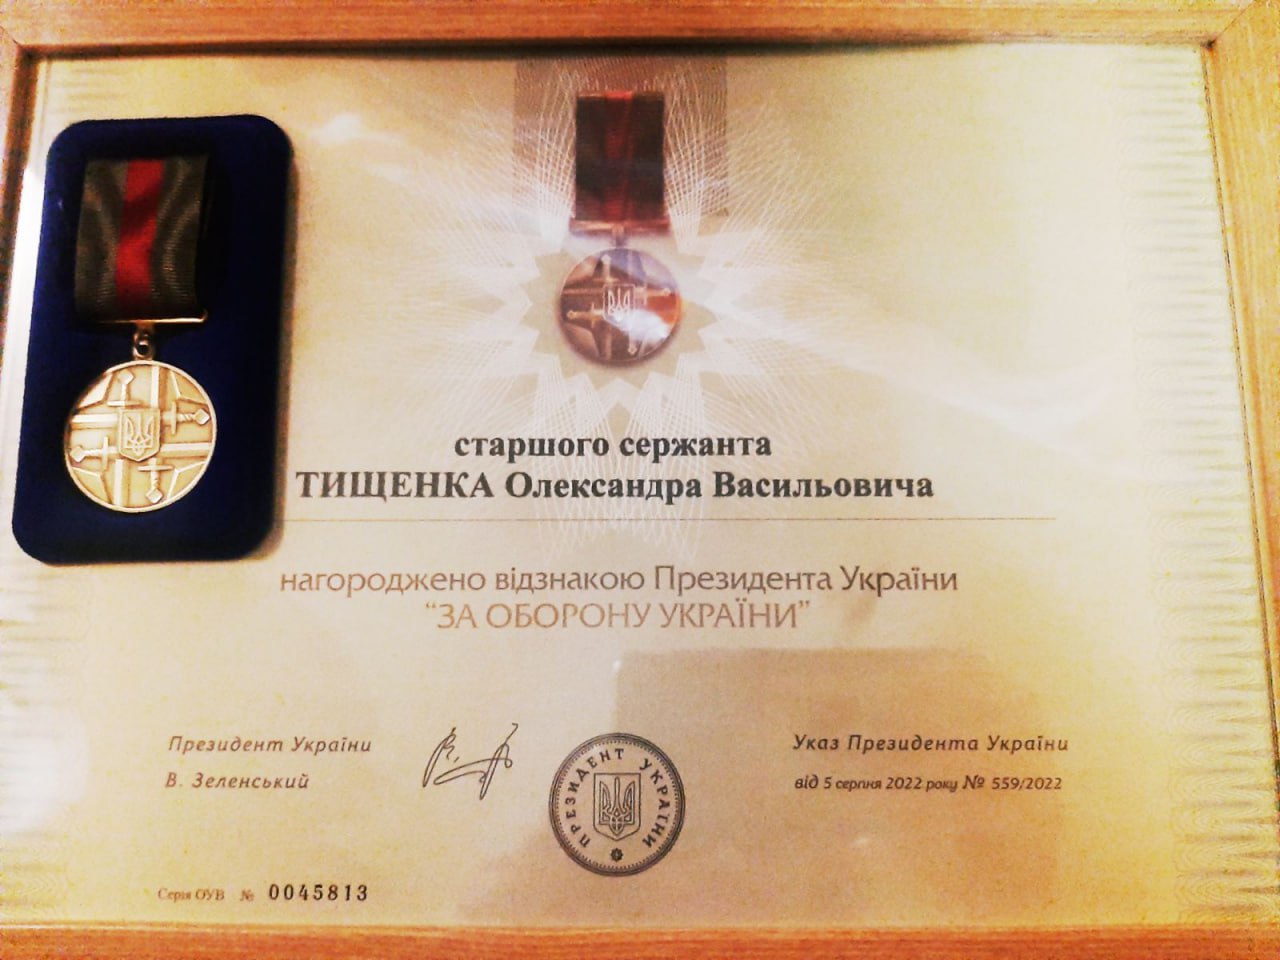 старшого сержанта
ТИЩЕНКА Олександра Васильовича
нагороджено відзнакою Президента України
“ЗА ОБОРОНУ УКРАЇНИ”
Президент України
В. Зеленський
ПРЕЗИДЕНТ УКРАЇНИ
Указ Президента України
від 5 серпня 2022 року № 559/2022
Серія ОУВ № 0045813